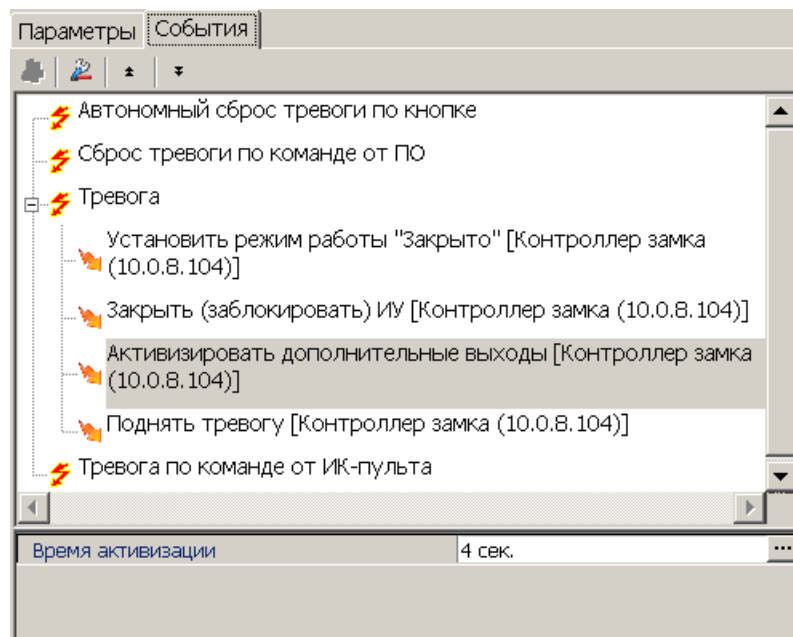 Параметры События
Автономный сброс тревоги по кнопке
Сброс тревоги по команде от ПО
Тревога
Установить режим работы "Закрыто" [Контроллер замка
(10.0.8.104)]
Закрыть (заблокировать) ИУ [Контроллер замка (10.0.8.104)]
Активизировать дополнительные выходы [Контроллер замка
(10.0.8.104)]
Поднять тревогу [Контроллер замка (10.0.8.104)]
Тревога по команде от ИК-пульта
Время активизации 4 сек. ...